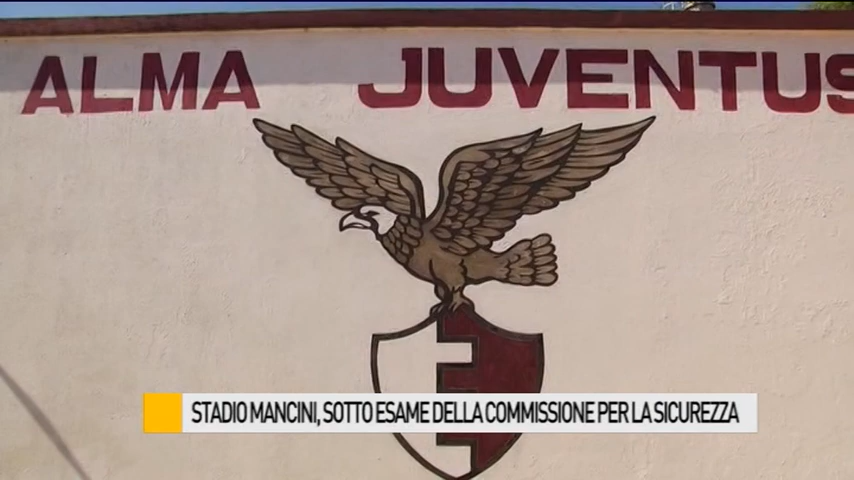 ALMA JUVENTUS
STADIO MANCINI, SOTTO ESAME DELLA COMMISSIONE PER LA SICUREZZA